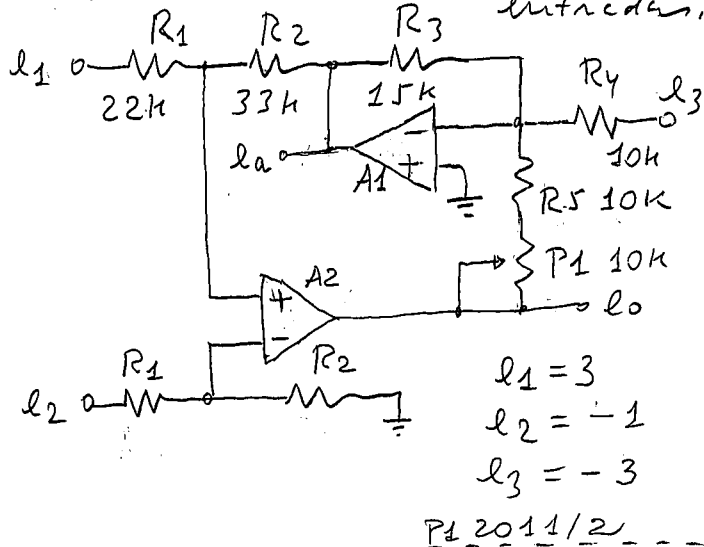 entradas.
R1 R2 R3
e1 22k 33k 15k R4 e3
10k
ea A1 - +
R5 10K
P1 10K
A2 + -
eo
R1 R2
e2
e1 = 3
e2 = -1
e3 = -3
P1 2011/2